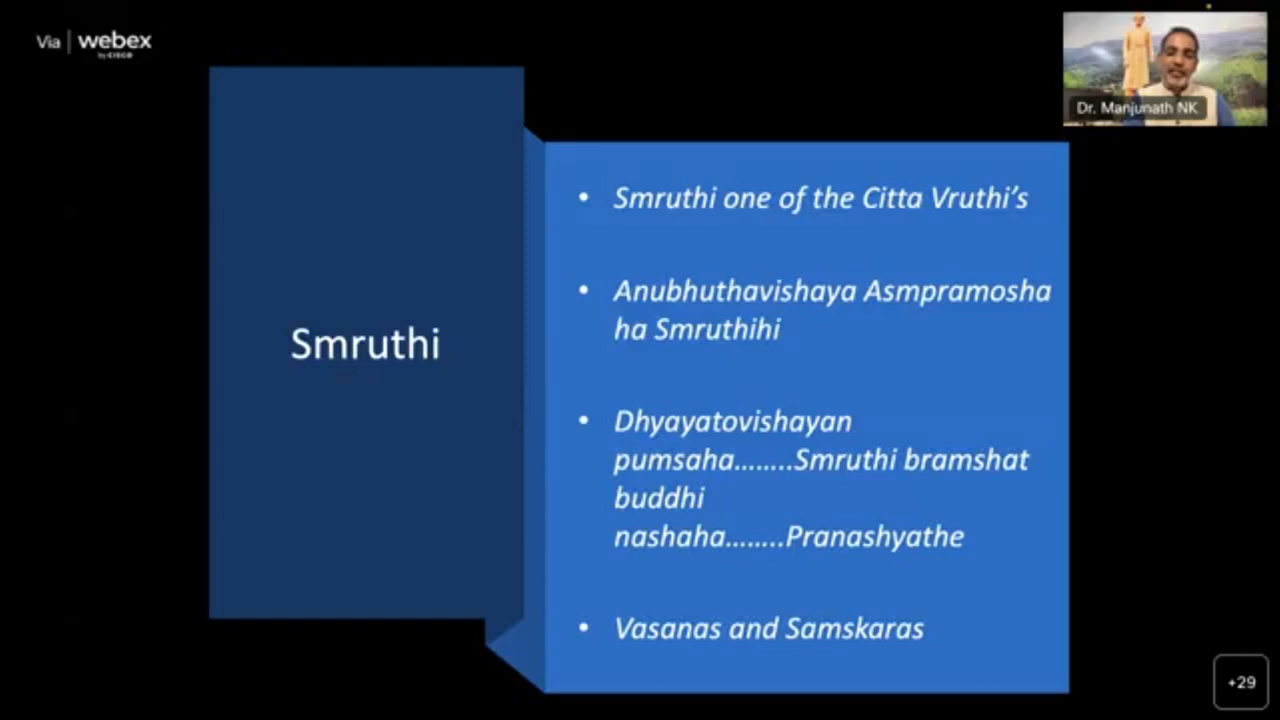 Via | webex
by CISCO
Dr. Manjunath NK
Smruthi
• Smruthi one of the Citta Vruthi's
• Anubhuthavishaya Asmpramosha
ha Smruthihi
• Dhyayatovishayan
pumsaha........Smruthi bramshat
buddhi
nashaha........Pranashyathe
• Vasanas and Samskaras
+29